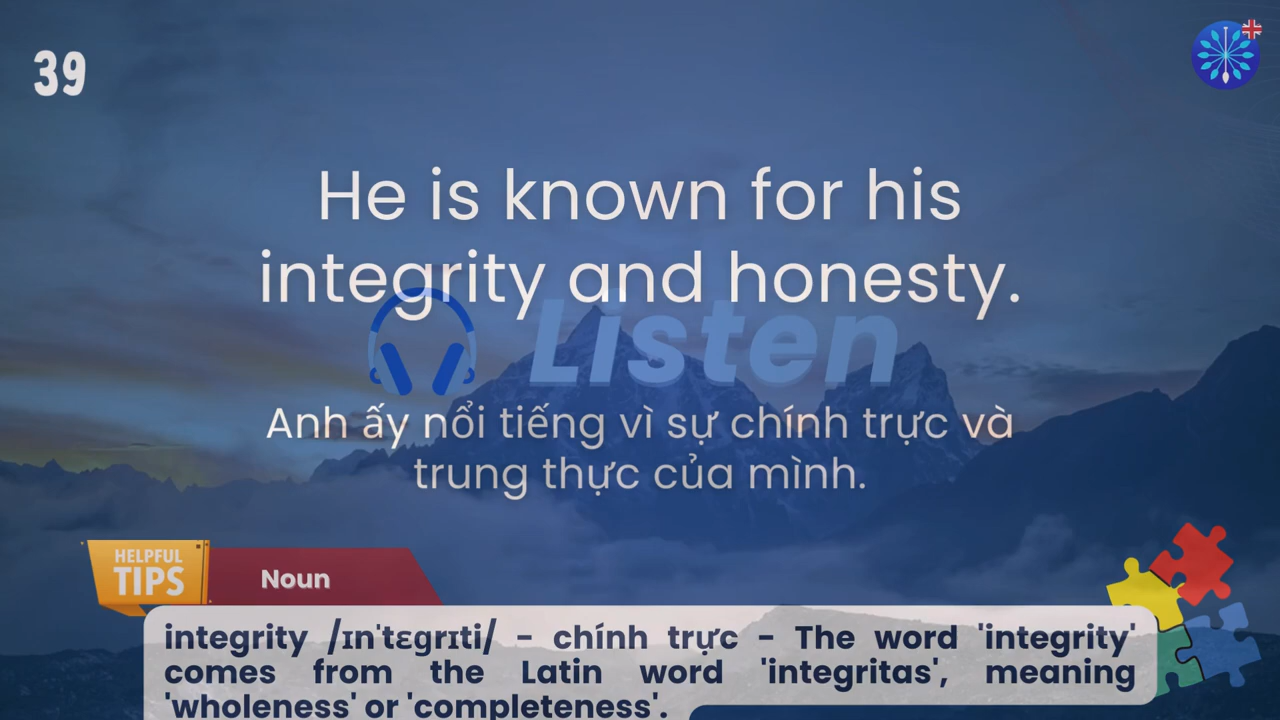 39
He is known for his
integrity and honesty.
Listen
Anh ấy nổi tiếng vì sự chính trực và
trung thực của mình.
HELPFUL
TIPS
Noun
integrity /ɪnˈtɛɡrɪti/ - chính trực - The word 'integrity'
comes from the Latin word 'integritas', meaning
'wholeness' or 'completeness'.